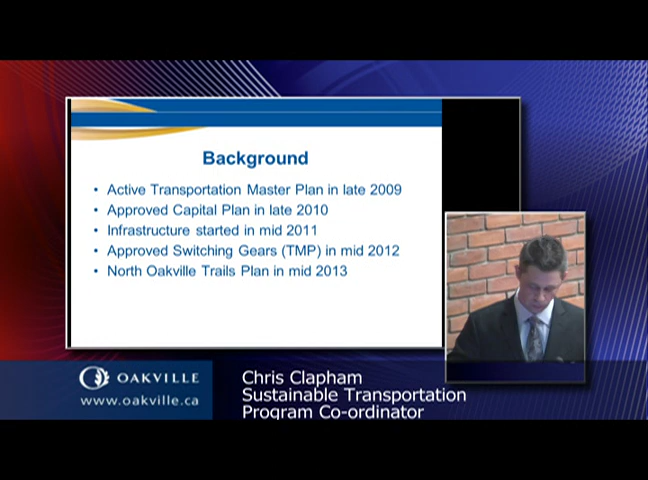 Background
• Active Transportation Master Plan in late 2009
• Approved Capital Plan in late 2010
• Infrastructure started in mid 2011
• Approved Switching Gears (TMP) in mid 2012
• North Oakville Trails Plan in mid 2013
OAKVILLE
www.oakville.ca
Chris Clapham
Sustainable Transportation
Program Co-ordinator